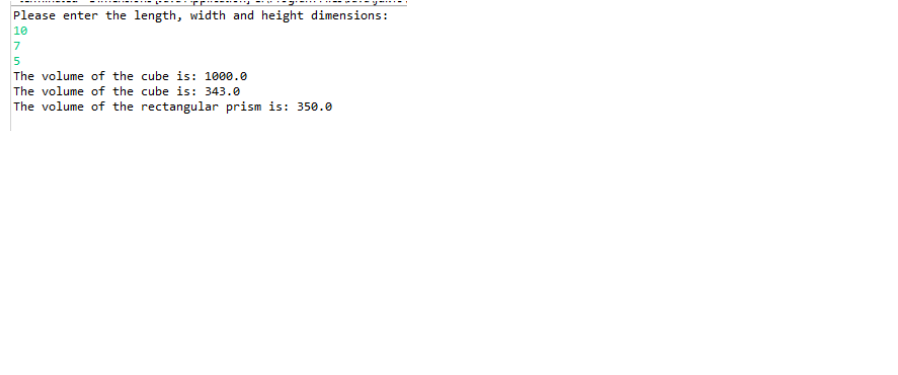 Please enter the length, width and height dimensions:
10
7
5
The volume of the cube is: 1000.0
The volume of the cube is: 343.0
The volume of the rectangular prism is: 350.0